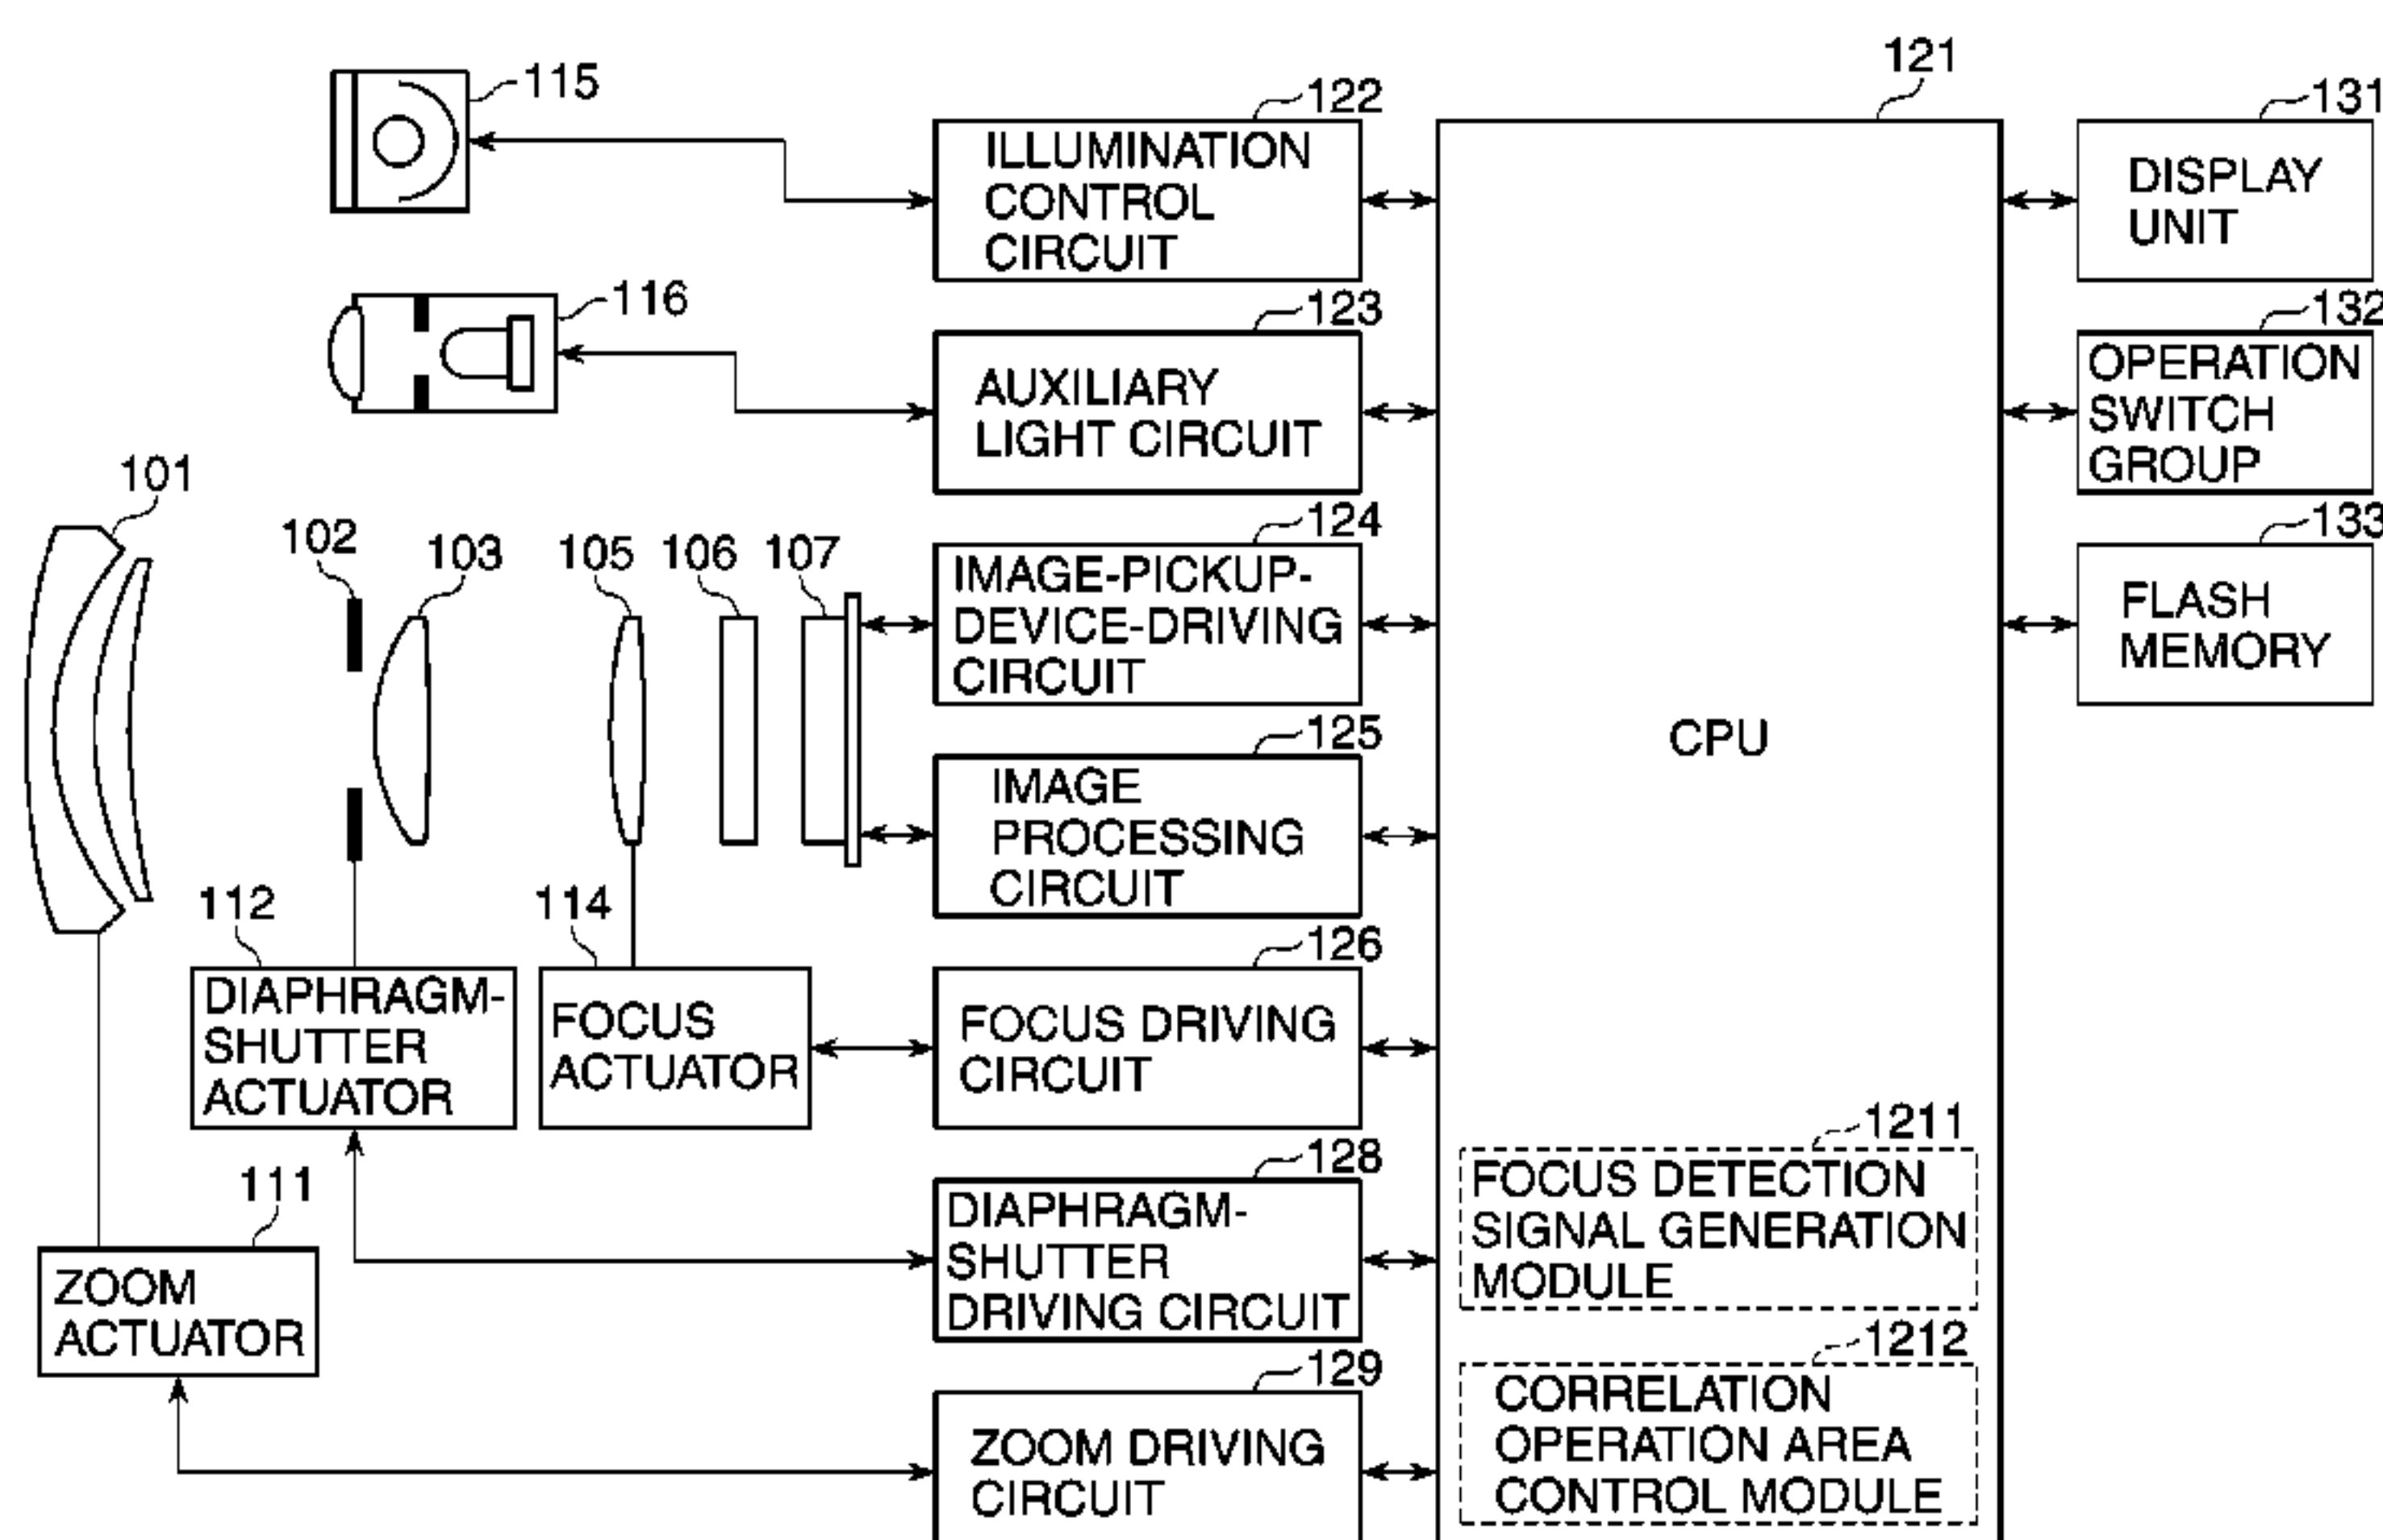 115
122
ILLUMINATION
CONTROL
CIRCUIT
121
131
DISPLAY
UNIT
116
123
AUXILIARY
LIGHT CIRCUIT
132
OPERATION
SWITCH
GROUP
101
102
103
105
106
107
124
IMAGE-PICKUP-
DEVICE-DRIVING
CIRCUIT
133
FLASH
MEMORY
CPU
125
IMAGE
PROCESSING
CIRCUIT
112
DIAPHRAGM-
SHUTTER
ACTUATOR
114
FOCUS
ACTUATOR
126
FOCUS DRIVING
CIRCUIT
111
ZOOM
ACTUATOR
128
DIAPHRAGM-
SHUTTER
DRIVING CIRCUIT
1211
FOCUS DETECTION
SIGNAL GENERATION
MODULE
129
ZOOM DRIVING
CIRCUIT
1212
CORRELATION
OPERATION AREA
CONTROL MODULE